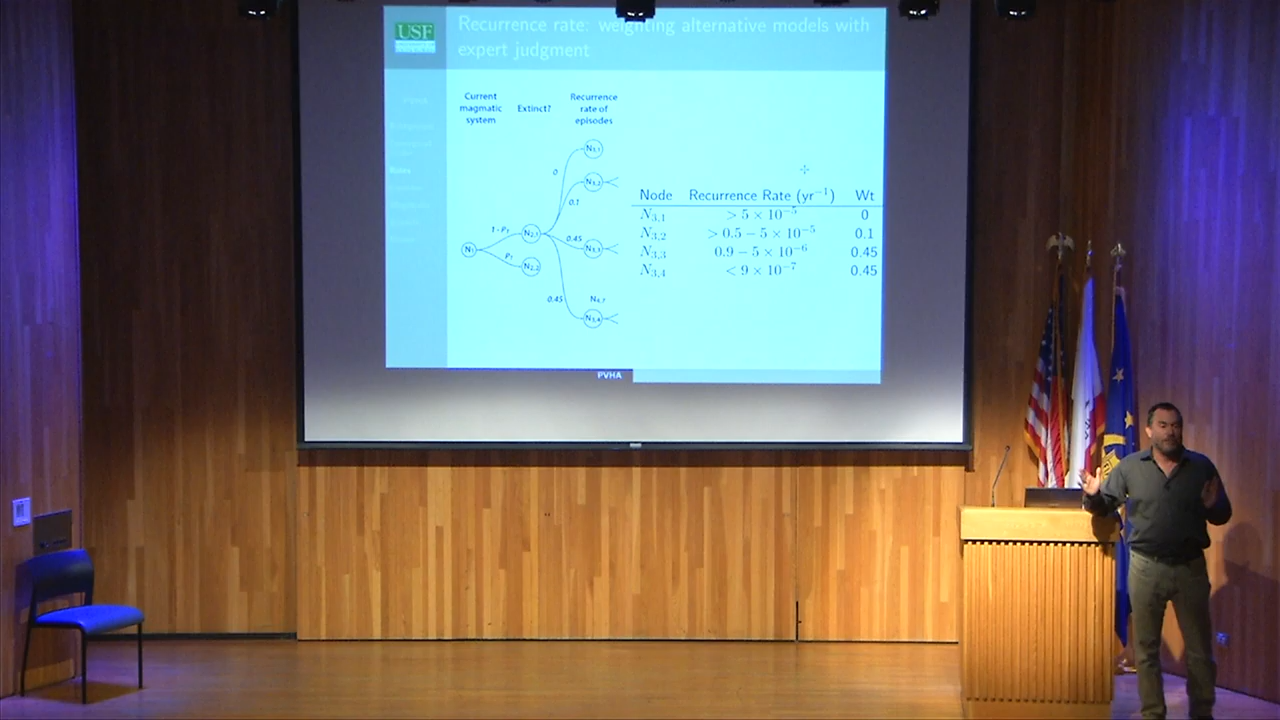 USF
Recurrence rate: weighting alternative models with
expert judgment
Current
magmatic
system
Extinct?
Recurrence
rate of
episodes
N3,1
0
N3,2
0.1
1-P1
N2,1
0.45
N3,3
N1
P1
N2,2
0.45
N3,4
Node Recurrence Rate (yr⁻¹) Wt
N3,1 > 5 × 10⁻⁵ 0
N3,2 > 0.5 − 5 × 10⁻⁵ 0.1
N3,3 0.9 − 5 × 10⁻⁶ 0.45
N3,4 < 9 × 10⁻⁷ 0.45
PVHA